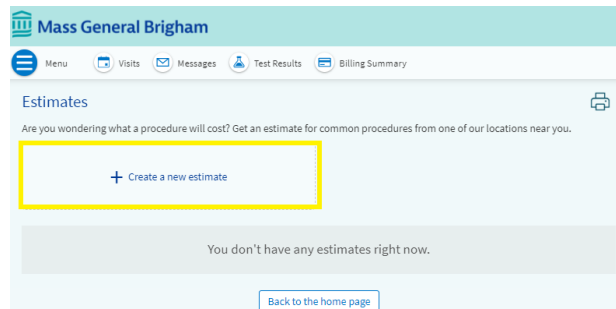 Mass General Brigham
Menu Visits Messages Test Results Billing Summary
Estimates
Are you wondering what a procedure will cost? Get an estimate for common procedures from one of our locations near you.
+ Create a new estimate
You don't have any estimates right now.
Back to the home page